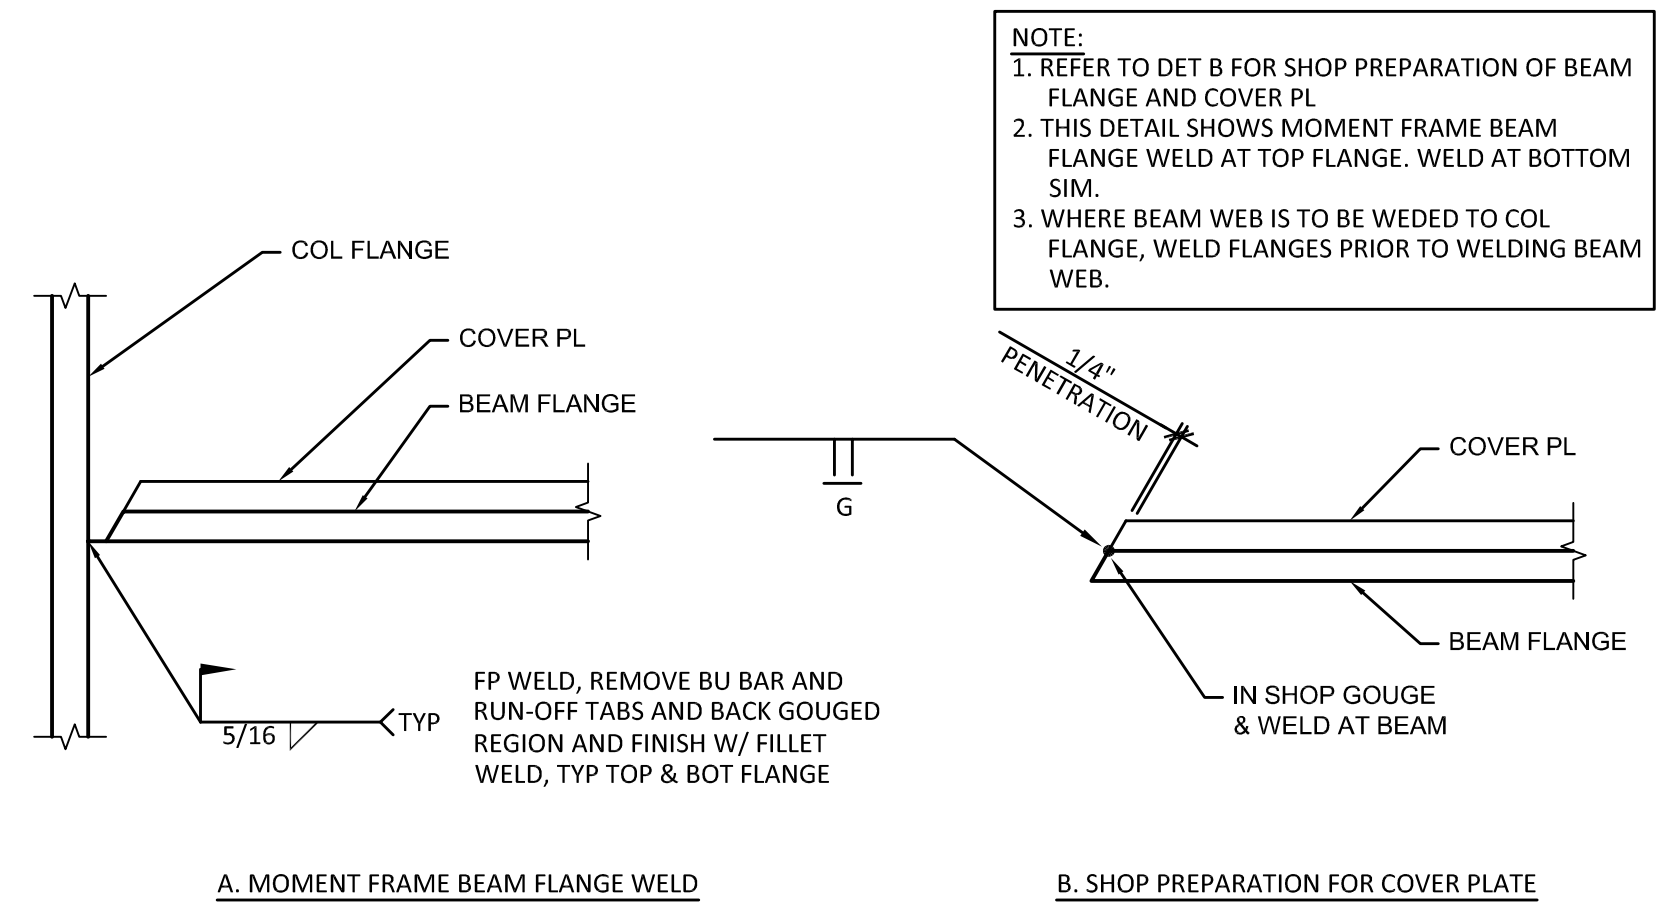 NOTE:
1. REFER TO DET B FOR SHOP PREPARATION OF BEAM
FLANGE AND COVER PL
2. THIS DETAIL SHOWS MOMENT FRAME BEAM
FLANGE WELD AT TOP FLANGE. WELD AT BOTTOM
SIM.
3. WHERE BEAM WEB IS TO BE WEDED TO COL
FLANGE, WELD FLANGES PRIOR TO WELDING BEAM
WEB.
COL FLANGE
COVER PL
BEAM FLANGE
5/16
TYP
FP WELD, REMOVE BU BAR AND
RUN-OFF TABS AND BACK GOUGED
REGION AND FINISH W/ FILLET
WELD, TYP TOP & BOT FLANGE
A. MOMENT FRAME BEAM FLANGE WELD
1/4"
PENETRATION
G
COVER PL
BEAM FLANGE
IN SHOP GOUGE
& WELD AT BEAM
B. SHOP PREPARATION FOR COVER PLATE